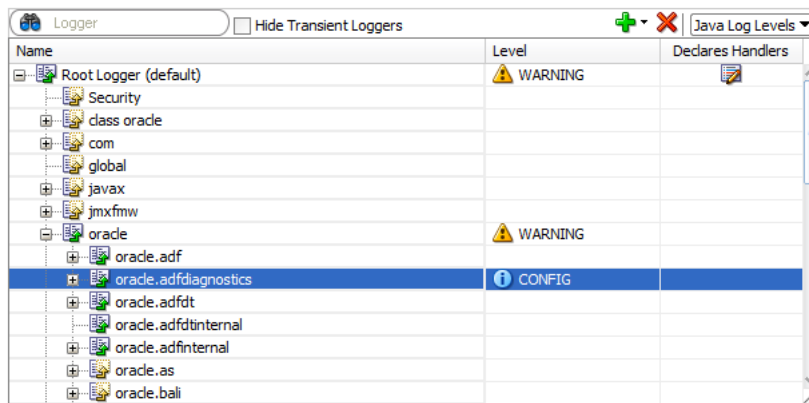 Logger Hide Transient Loggers Java Log Levels
Name Level Declares Handlers
Root Logger (default) WARNING
Security
class oracle
com
global
javax
jmxfmw
oracle WARNING
oracle.adf
oracle.adfdiagnostics CONFIG
oracle.adfdt
oracle.adfdtinternal
oracle.adfinternal
oracle.as
oracle.bali